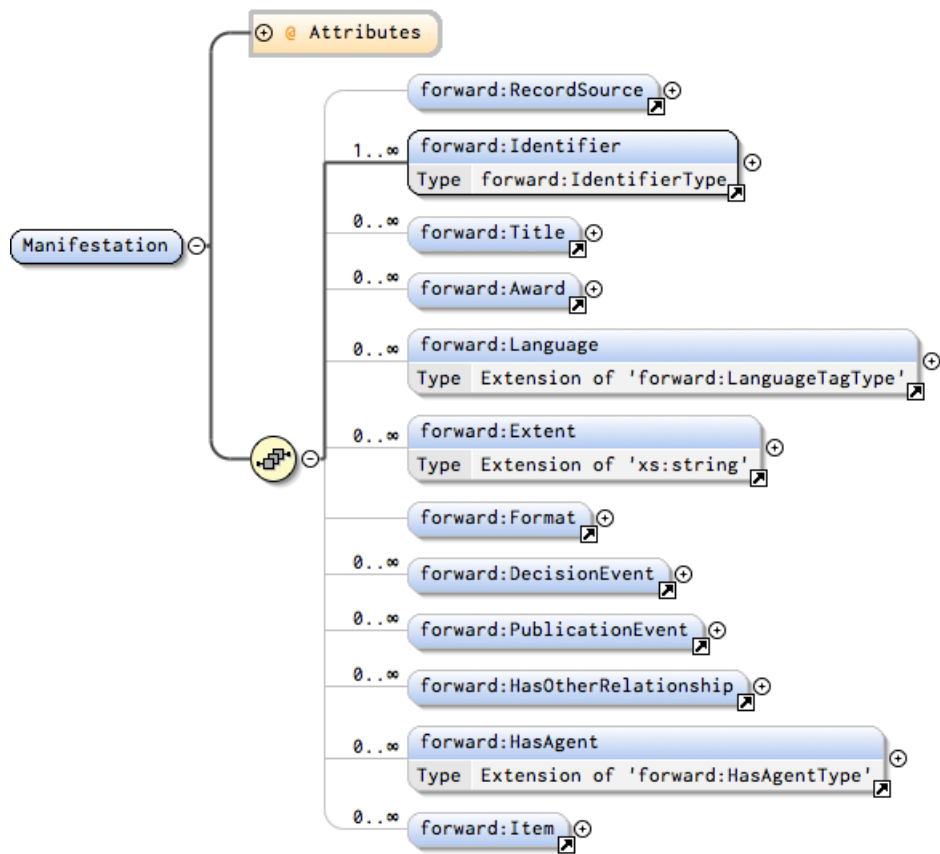 @ Attributes
forward:RecordSource
1..∞
forward:Identifier
Type forward:IdentifierType
Manifestation
0..∞
forward:Title
0..∞
forward:Award
0..∞
forward:Language
Type Extension of 'forward:LanguageTagType'
0..∞
forward:Extent
Type Extension of 'xs:string'
forward:Format
0..∞
forward:DecisionEvent
0..∞
forward:PublicationEvent
0..∞
forward:HasOtherRelationship
0..∞
forward:HasAgent
Type Extension of 'forward:HasAgentType'
0..∞
forward:Item